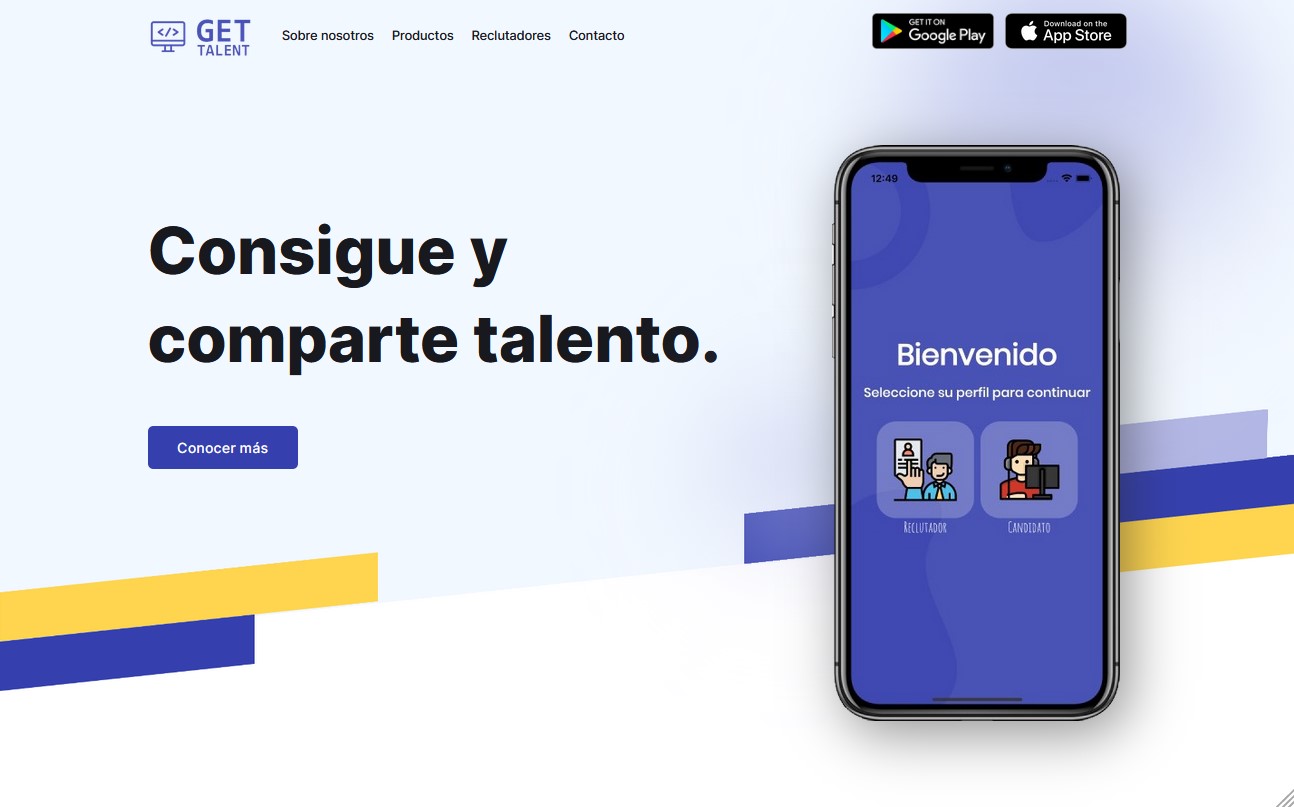 GET
TALENT
Sobre nosotros
Productos
Reclutadores
Contacto
GET IT ON
Google Play
Download on the
App Store
Consigue y
comparte talento.
Conocer más
12:49
Bienvenido
Seleccione su perfil para continuar
Reclutador
Candidato